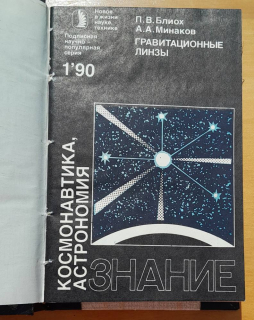 Новое
в жизни
науке,
технике
Подписная
научно-
популярная
серия
1'90
П. В. Блиох
А. А. Минаков
ГРАВИТАЦИОННЫЕ
ЛИНЗЫ
КОСМОНАВТИКА,
АСТРОНОМИЯ
ЗНАНИЕ